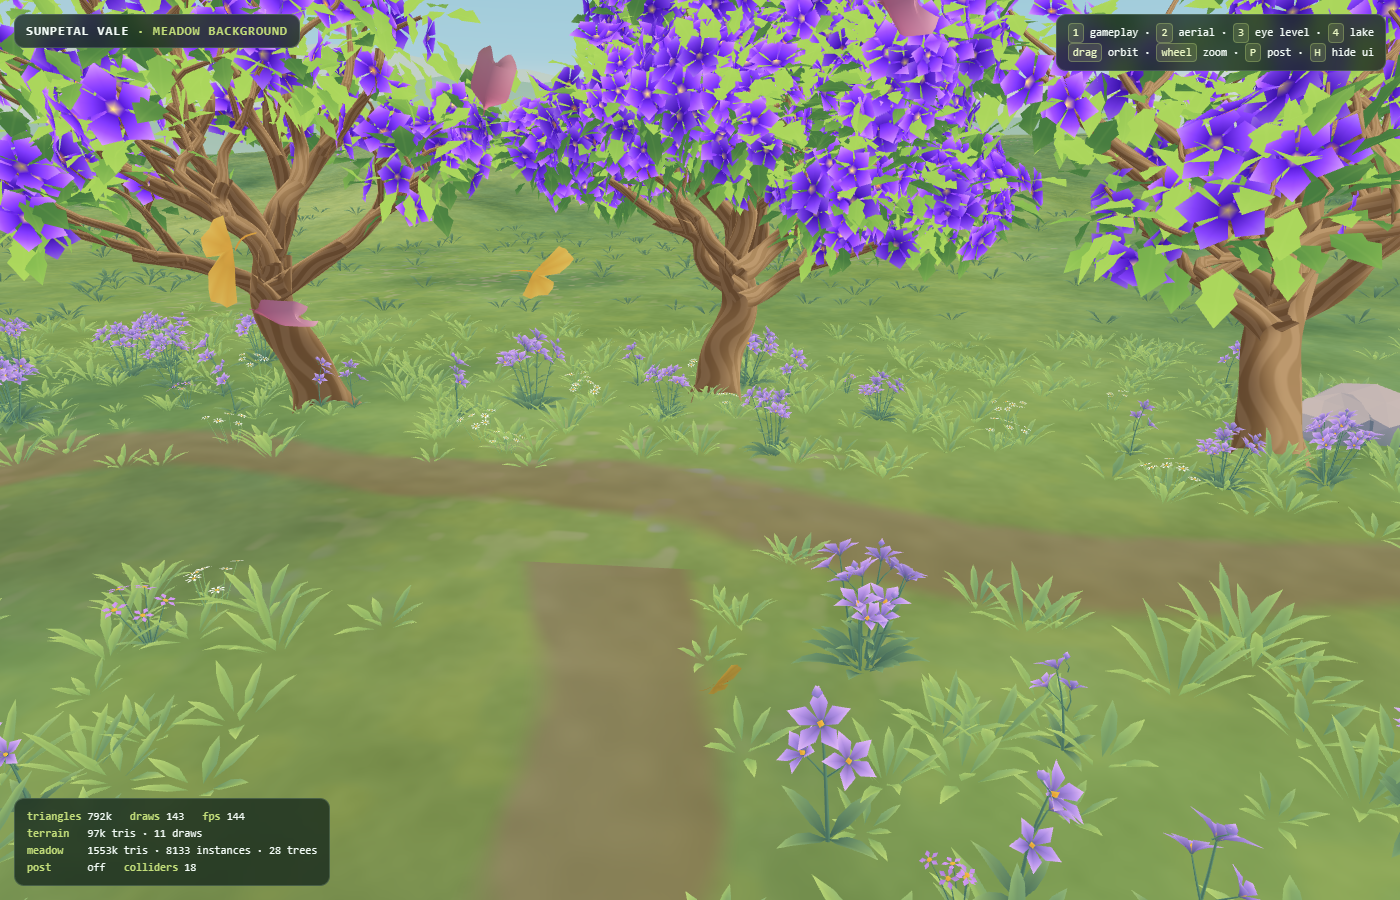 SUNPETAL VALE · MEADOW BACKGROUND
1 gameplay · 2 aerial · 3 eye level · 4 lake
drag orbit · wheel zoom · P post · H hide ui
triangles 792k draws 143 fps 144
terrain 97k tris · 11 draws
meadow 1553k tris · 8133 instances · 28 trees
post off colliders 18